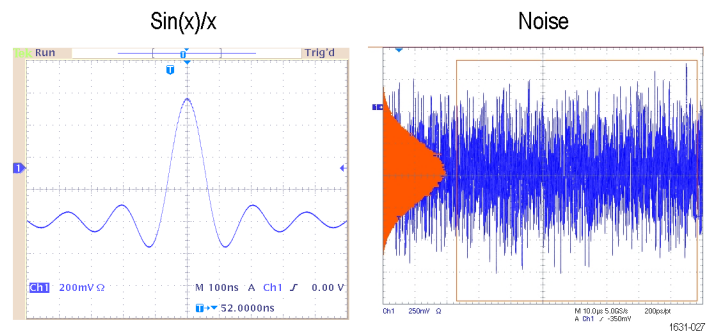 Sin(x)/x
Noise
Run
T
Trig'd
T
1
Ch1 200mV Ω M 100ns A Ch1 ʃ 0.00 V
T→▾ 52.0000ns
1
Ch1 250mV Ω M 10.0µs 5.0GS/s 200ps/pt
A Ch1 ∕ -350mV
1631-027